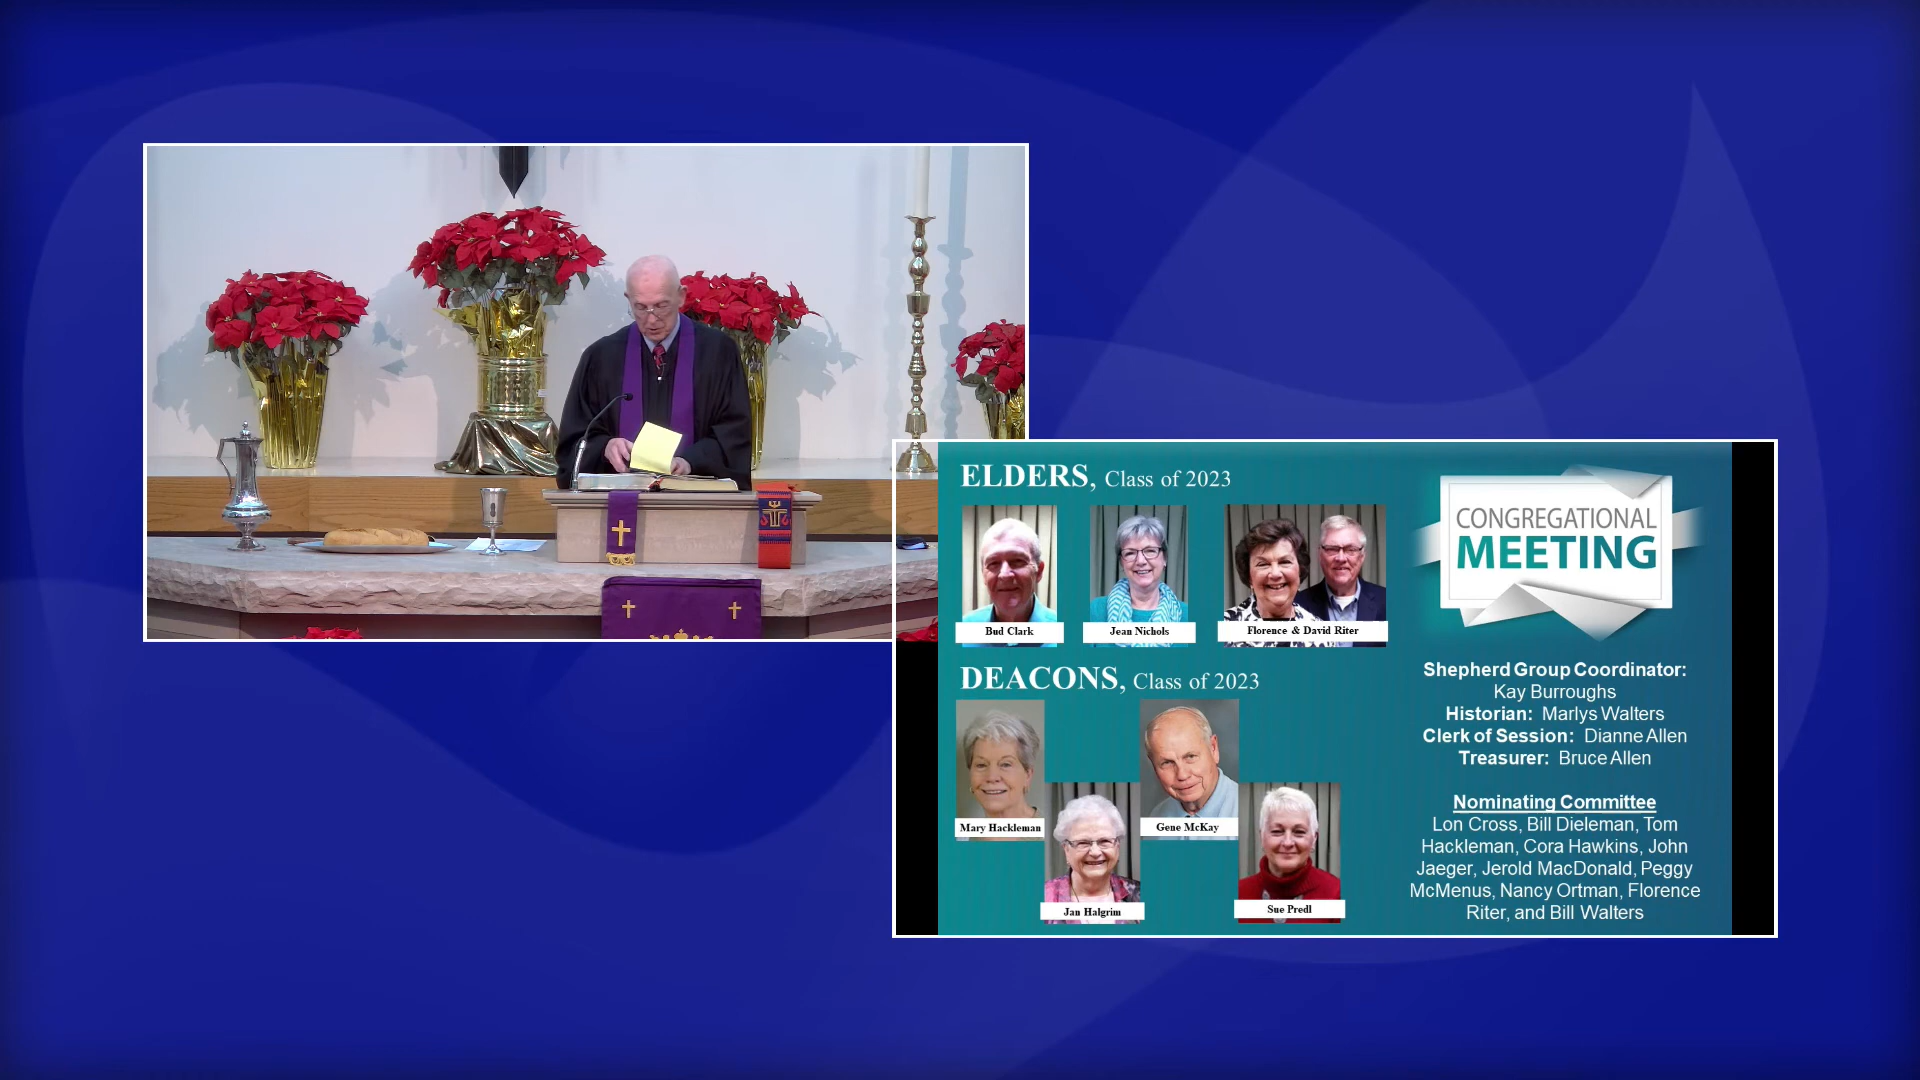 ELDERS, Class of 2023
Bud Clark
Jean Nichols
Florence & David Riter
DEACONS, Class of 2023
Mary Hackleman
Gene McKay
Jan Halgrim
Sue Predl
CONGREGATIONAL
MEETING
Shepherd Group Coordinator:
Kay Burroughs
Historian: Marlys Walters
Clerk of Session: Dianne Allen
Treasurer: Bruce Allen
Nominating Committee
Lon Cross, Bill Dieleman, Tom
Hackleman, Cora Hawkins, John
Jaeger, Jerold MacDonald, Peggy
McMenus, Nancy Ortman, Florence
Riter, and Bill Walters